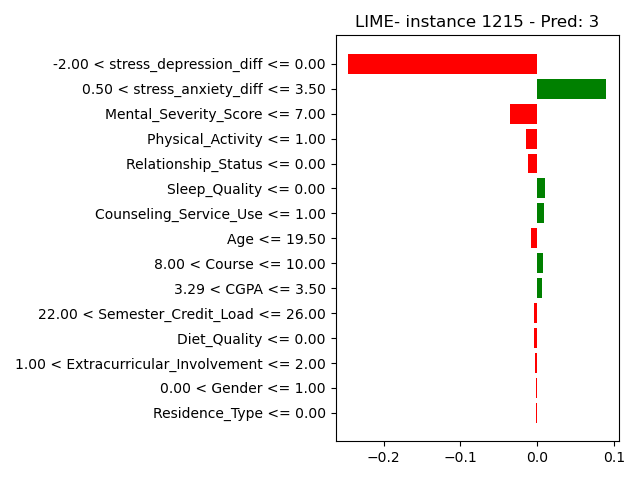 LIME- instance 1215 - Pred: 3
-2.00 < stress_depression_diff <= 0.00
0.50 < stress_anxiety_diff <= 3.50
Mental_Severity_Score <= 7.00
Physical_Activity <= 1.00
Relationship_Status <= 0.00
Sleep_Quality <= 0.00
Counseling_Service_Use <= 1.00
Age <= 19.50
8.00 < Course <= 10.00
3.29 < CGPA <= 3.50
22.00 < Semester_Credit_Load <= 26.00
Diet_Quality <= 0.00
1.00 < Extracurricular_Involvement <= 2.00
0.00 < Gender <= 1.00
Residence_Type <= 0.00
−0.2 −0.1 0.0 0.1